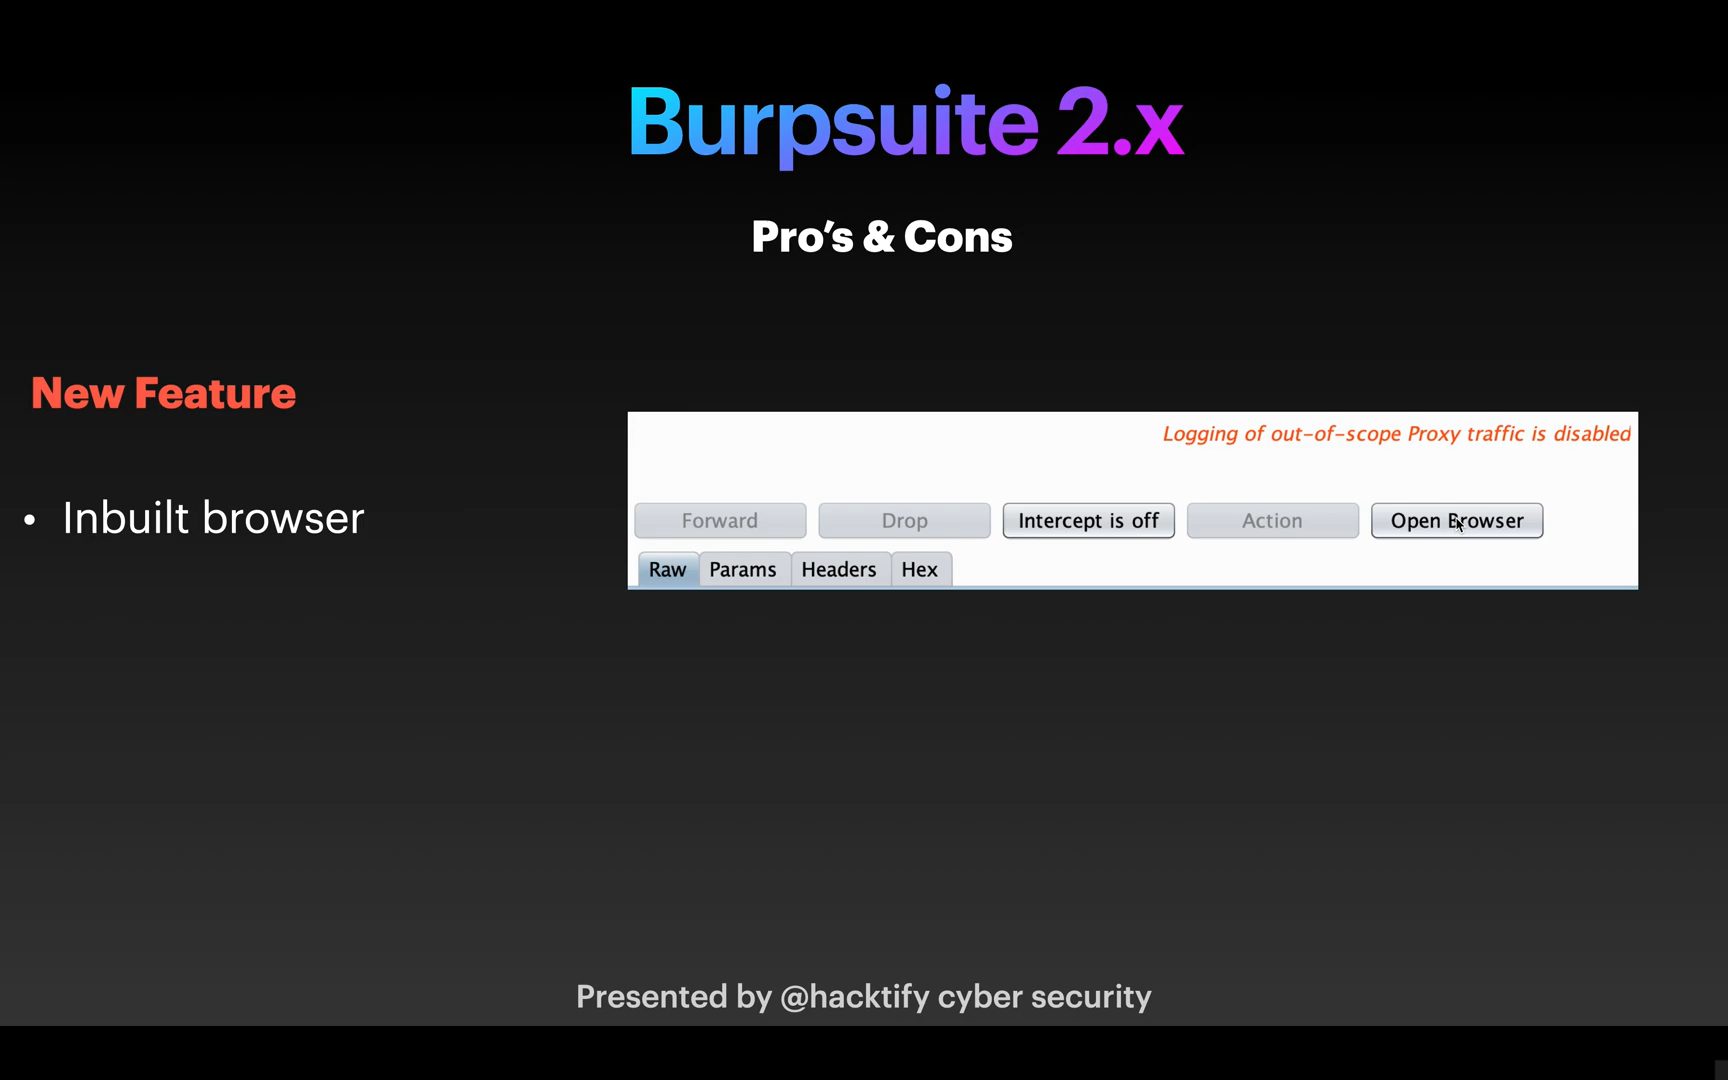 Burpsuite 2.x
Pro’s & Cons
New Feature
• Inbuilt browser
Logging of out-of-scope Proxy traffic is disabled
Forward Drop Intercept is off Action Open Browser
Raw Params Headers Hex
Presented by @hacktify cyber security